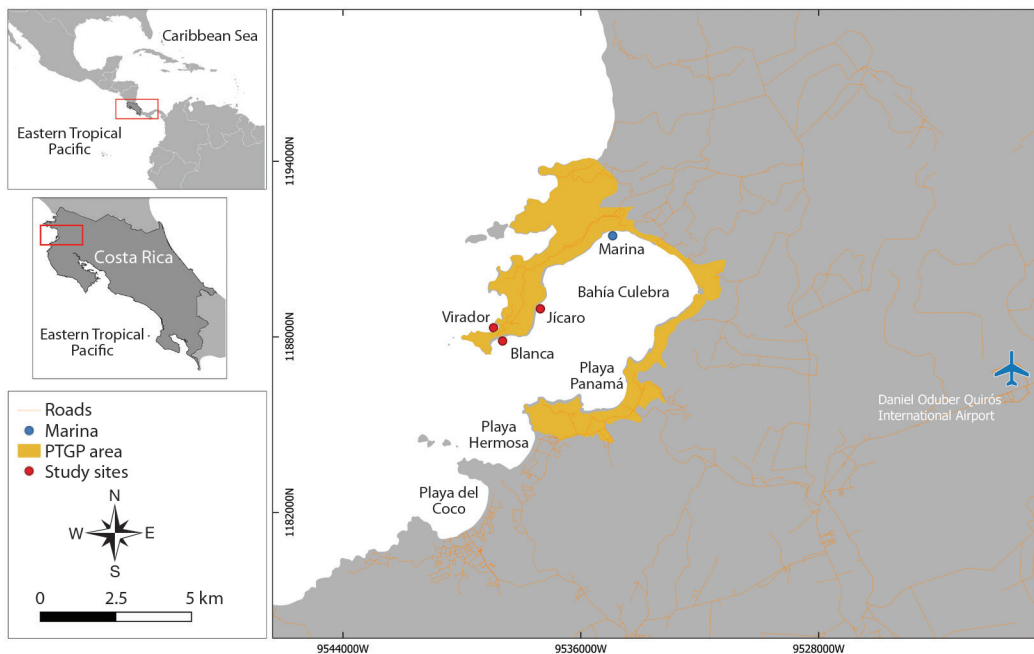 Caribbean Sea
Eastern Tropical
Pacific
Costa Rica
Eastern Tropical
Pacific
Roads
Marina
PTGP area
Study sites
N
W
E
S
0
2.5
5 km
1194000N
1188000N
1182000N
Marina
Bahía Culebra
Virador
Jícaro
Blanca
Playa
Panamá
Daniel Oduber Quirós
International Airport
Playa
Hermosa
Playa del
Coco
9544000W
9536000W
9528000W